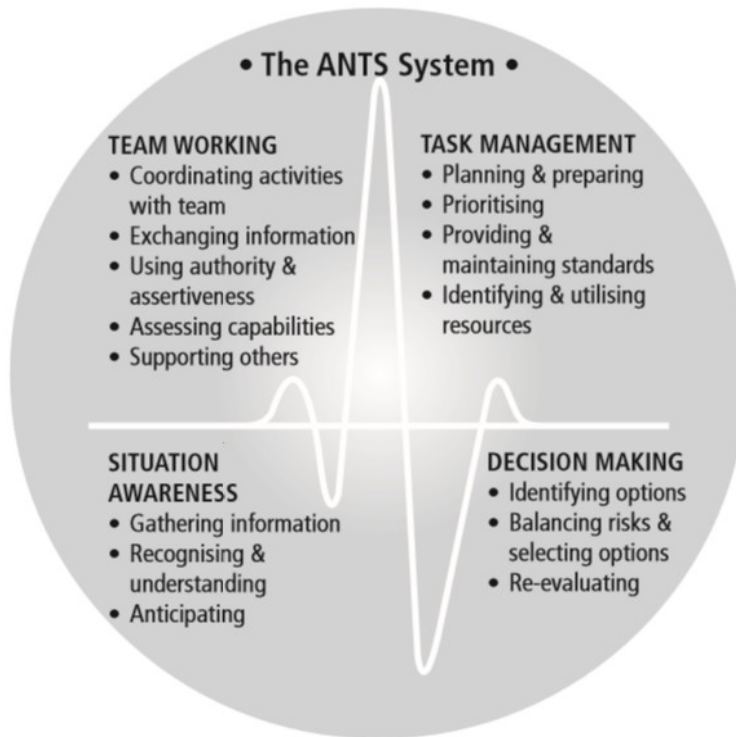 • The ANTS System •
TEAM WORKING
• Coordinating activities
with team
• Exchanging information
• Using authority &
assertiveness
• Assessing capabilities
• Supporting others
TASK MANAGEMENT
• Planning & preparing
• Prioritising
• Providing &
maintaining standards
• Identifying & utilising
resources
SITUATION
AWARENESS
• Gathering information
• Recognising &
understanding
• Anticipating
DECISION MAKING
• Identifying options
• Balancing risks &
selecting options
• Re-evaluating